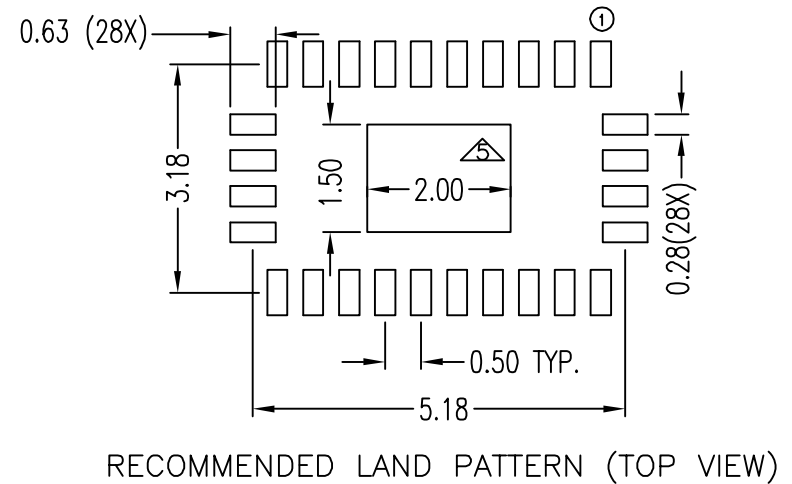 0.63 (28X)
1
3.18
1.50
5
2.00
0.28(28X)
0.50 TYP.
5.18
RECOMMENDED LAND PATTERN (TOP VIEW)